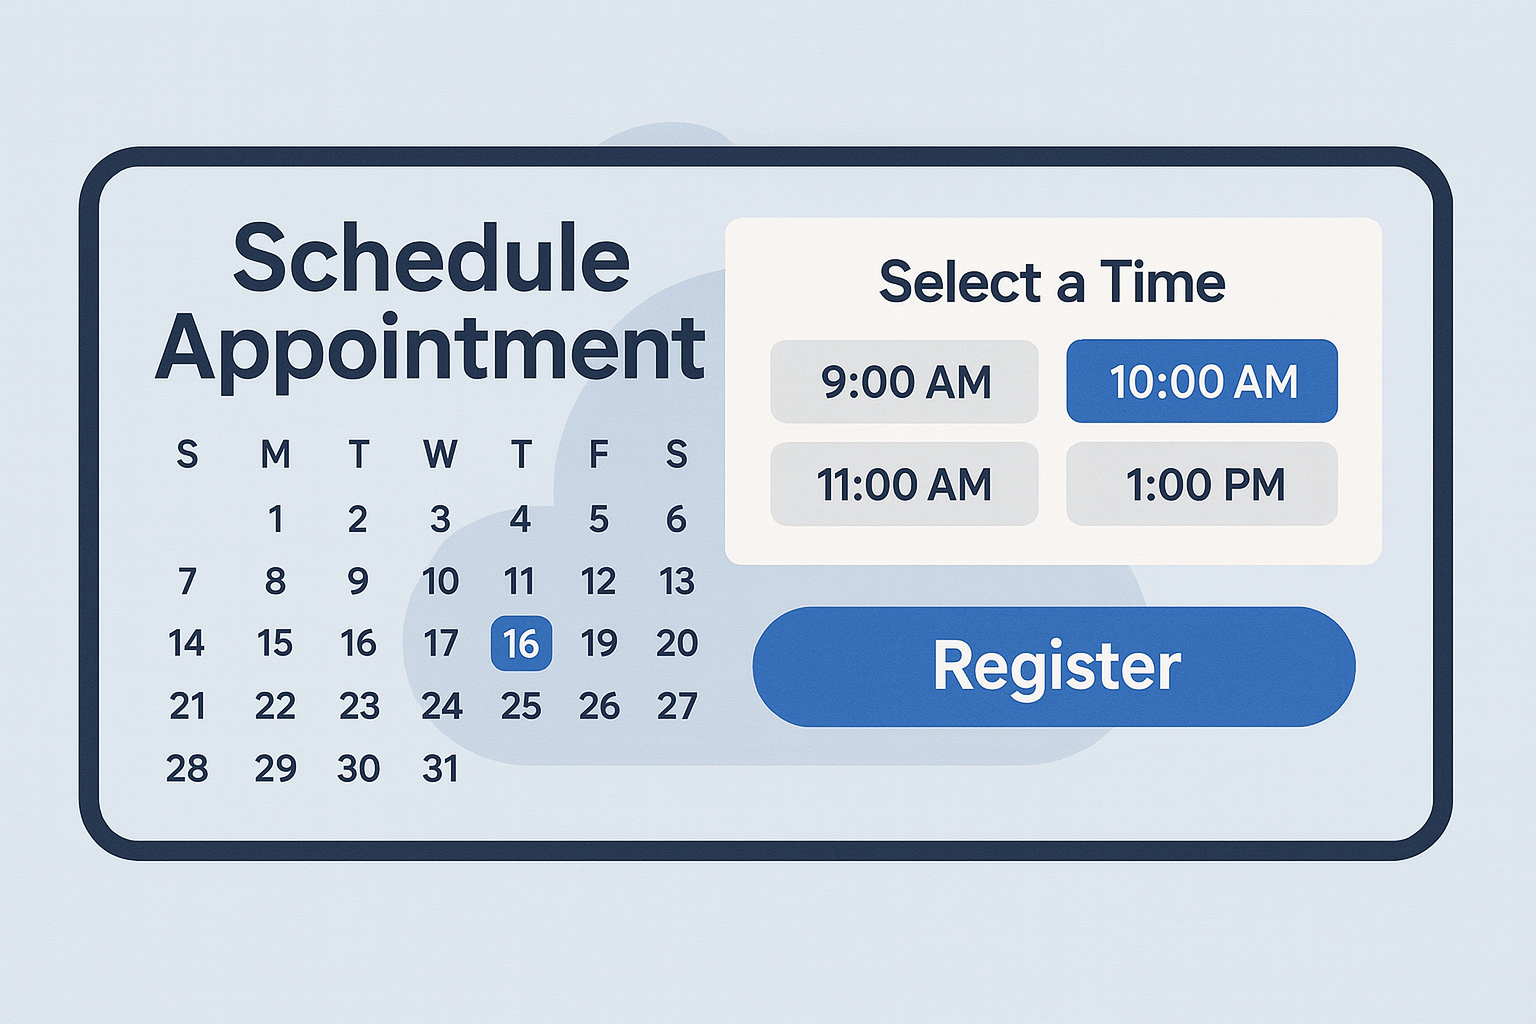 Schedule
Appointment
S M T W T F S
1 2 3 4 5 6
7 8 9 10 11 12 13
14 15 16 17 16 19 20
21 22 23 24 25 26 27
28 29 30 31
Select a Time
9:00 AM 10:00 AM
11:00 AM 1:00 PM
Register